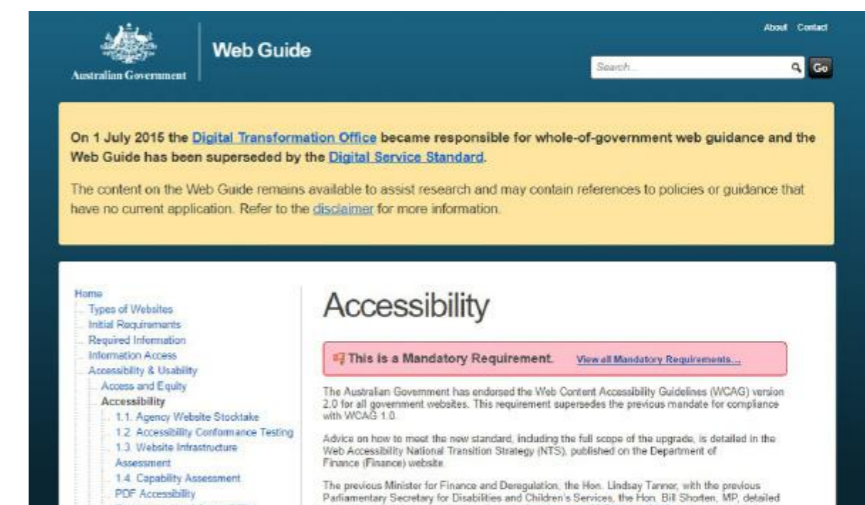 About Contact
Australian Government
Web Guide
Search...
Go
On 1 July 2015 the Digital Transformation Office became responsible for whole-of-government web guidance and the
Web Guide has been superseded by the Digital Service Standard.
The content on the Web Guide remains available to assist research and may contain references to policies or guidance that
have no current application. Refer to the disclaimer for more information.
Home
Types of Websites
Initial Requirements
Required Information
Information Access
Accessibility & Usability
Access and Equity
Accessibility
1.1. Agency Website Stocktake
1.2 Accessibility Conformance Testing
1.3 Website Infrastructure
Assessment
1.4 Capability Assessment
PDF Accessibility
Accessibility
This is a Mandatory Requirement. View all Mandatory Requirements...
The Australian Government has endorsed the Web Content Accessibility Guidelines (WCAG) version
2.0 for all government websites. This requirement supersedes the previous mandate for compliance
with WCAG 1.0.
Advice on how to meet the new standard, including the full scope of the upgrade, is detailed in the
Web Accessibility National Transition Strategy (NTS), published on the Department of
Finance (Finance) website.
The previous Minister for Finance and Deregulation, the Hon. Lindsay Tanner, with the previous
Parliamentary Secretary for Disabilities and Children's Services, the Hon. Bill Shorten, MP, detailed